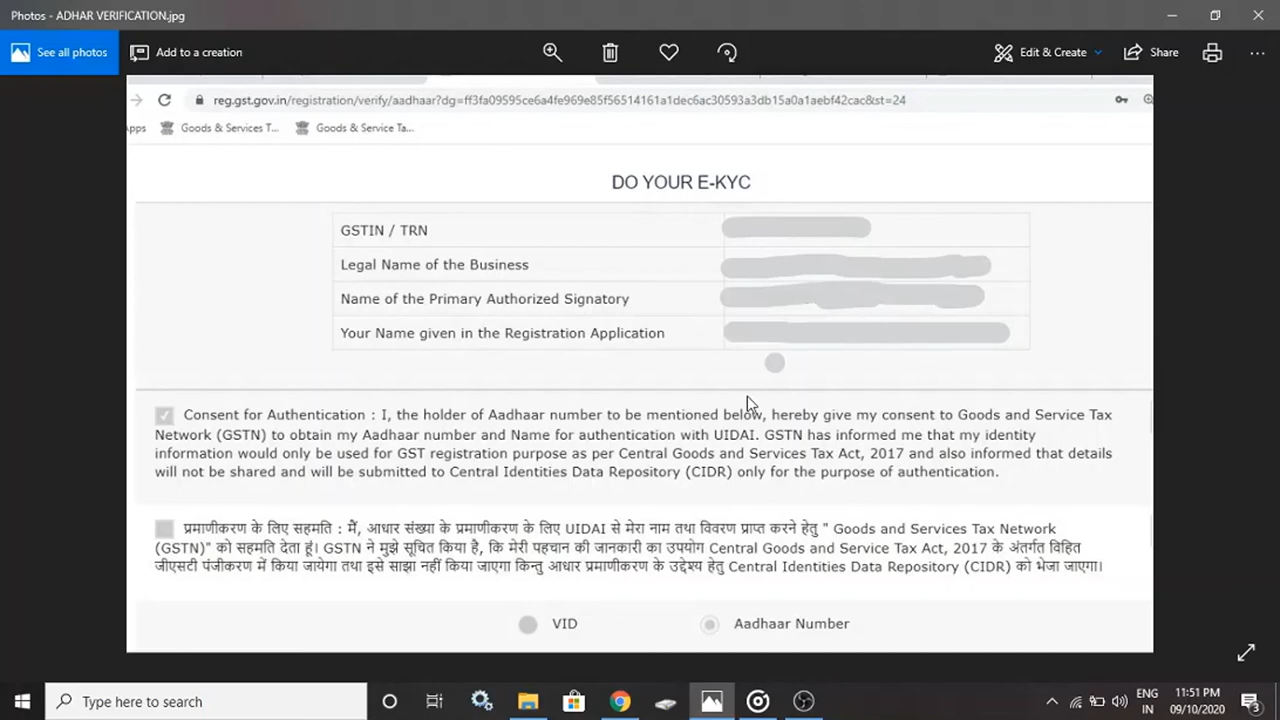 Photos - ADHAR VERIFICATION.jpg
See all photos
Add to a creation
Edit & Create
Share
reg.gst.gov.in/registration/verify/aadhaar?dg=ff3fa09595ce6a4fe969e85f56514161a1dec6ac30593a3db15a0a1aebf42cac&st=24
Apps Goods & Services T... Goods & Service Ta...
DO YOUR E-KYC
GSTIN / TRN
Legal Name of the Business
Name of the Primary Authorized Signatory
Your Name given in the Registration Application
Consent for Authentication : I, the holder of Aadhaar number to be mentioned below, hereby give my consent to Goods and Service Tax
Network (GSTN) to obtain my Aadhaar number and Name for authentication with UIDAI. GSTN has informed me that my identity
information would only be used for GST registration purpose as per Central Goods and Services Tax Act, 2017 and also informed that details
will not be shared and will be submitted to Central Identities Data Repository (CIDR) only for the purpose of authentication.
प्रमाणीकरण के लिए सहमति : मैं, आधार संख्या के प्रमाणीकरण के लिए UIDAI से मेरा नाम तथा विवरण प्राप्त करने हेतु " Goods and Services Tax Network
(GSTN)" को सहमति देता हूं। GSTN ने मुझे सूचित किया है, कि मेरी पहचान की जानकारी का उपयोग Central Goods and Service Tax Act, 2017 के अंतर्गत विहित
जीएसटी पंजीकरण में किया जायेगा तथा इसे साझा नहीं किया जाएगा किन्तु आधार प्रमाणीकरण के उद्देश्य हेतु Central Identities Data Repository (CIDR) को भेजा जाएगा।
VID
Aadhaar Number
Type here to search
ENG
IN
11:51 PM
09/10/2020
3